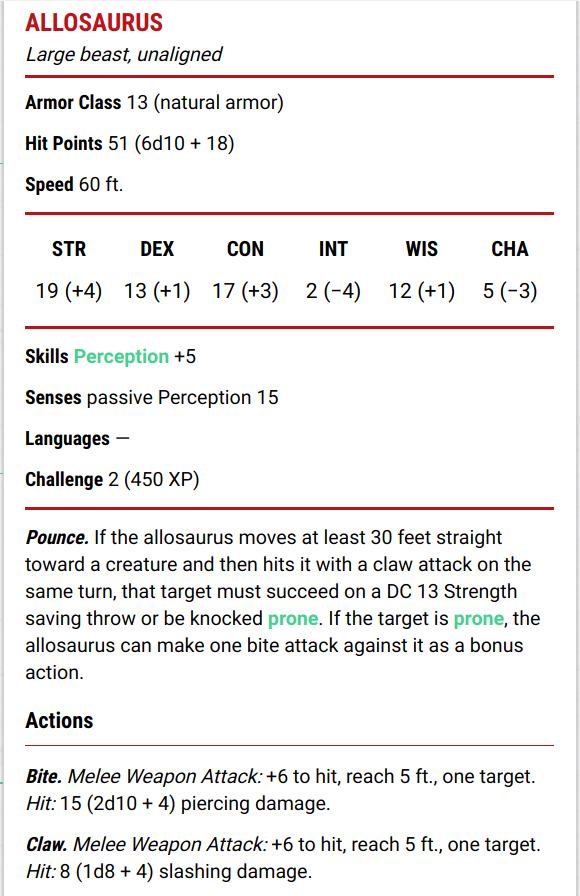 ALLOSAURUS
Large beast, unaligned
Armor Class 13 (natural armor)
Hit Points 51 (6d10 + 18)
Speed 60 ft.
STR DEX CON INT WIS CHA
19 (+4) 13 (+1) 17 (+3) 2 (−4) 12 (+1) 5 (−3)
Skills Perception +5
Senses passive Perception 15
Languages —
Challenge 2 (450 XP)
Pounce. If the allosaurus moves at least 30 feet straight
toward a creature and then hits it with a claw attack on the
same turn, that target must succeed on a DC 13 Strength
saving throw or be knocked prone. If the target is prone, the
allosaurus can make one bite attack against it as a bonus
action.
Actions
Bite. Melee Weapon Attack: +6 to hit, reach 5 ft., one target.
Hit: 15 (2d10 + 4) piercing damage.
Claw. Melee Weapon Attack: +6 to hit, reach 5 ft., one target.
Hit: 8 (1d8 + 4) slashing damage.